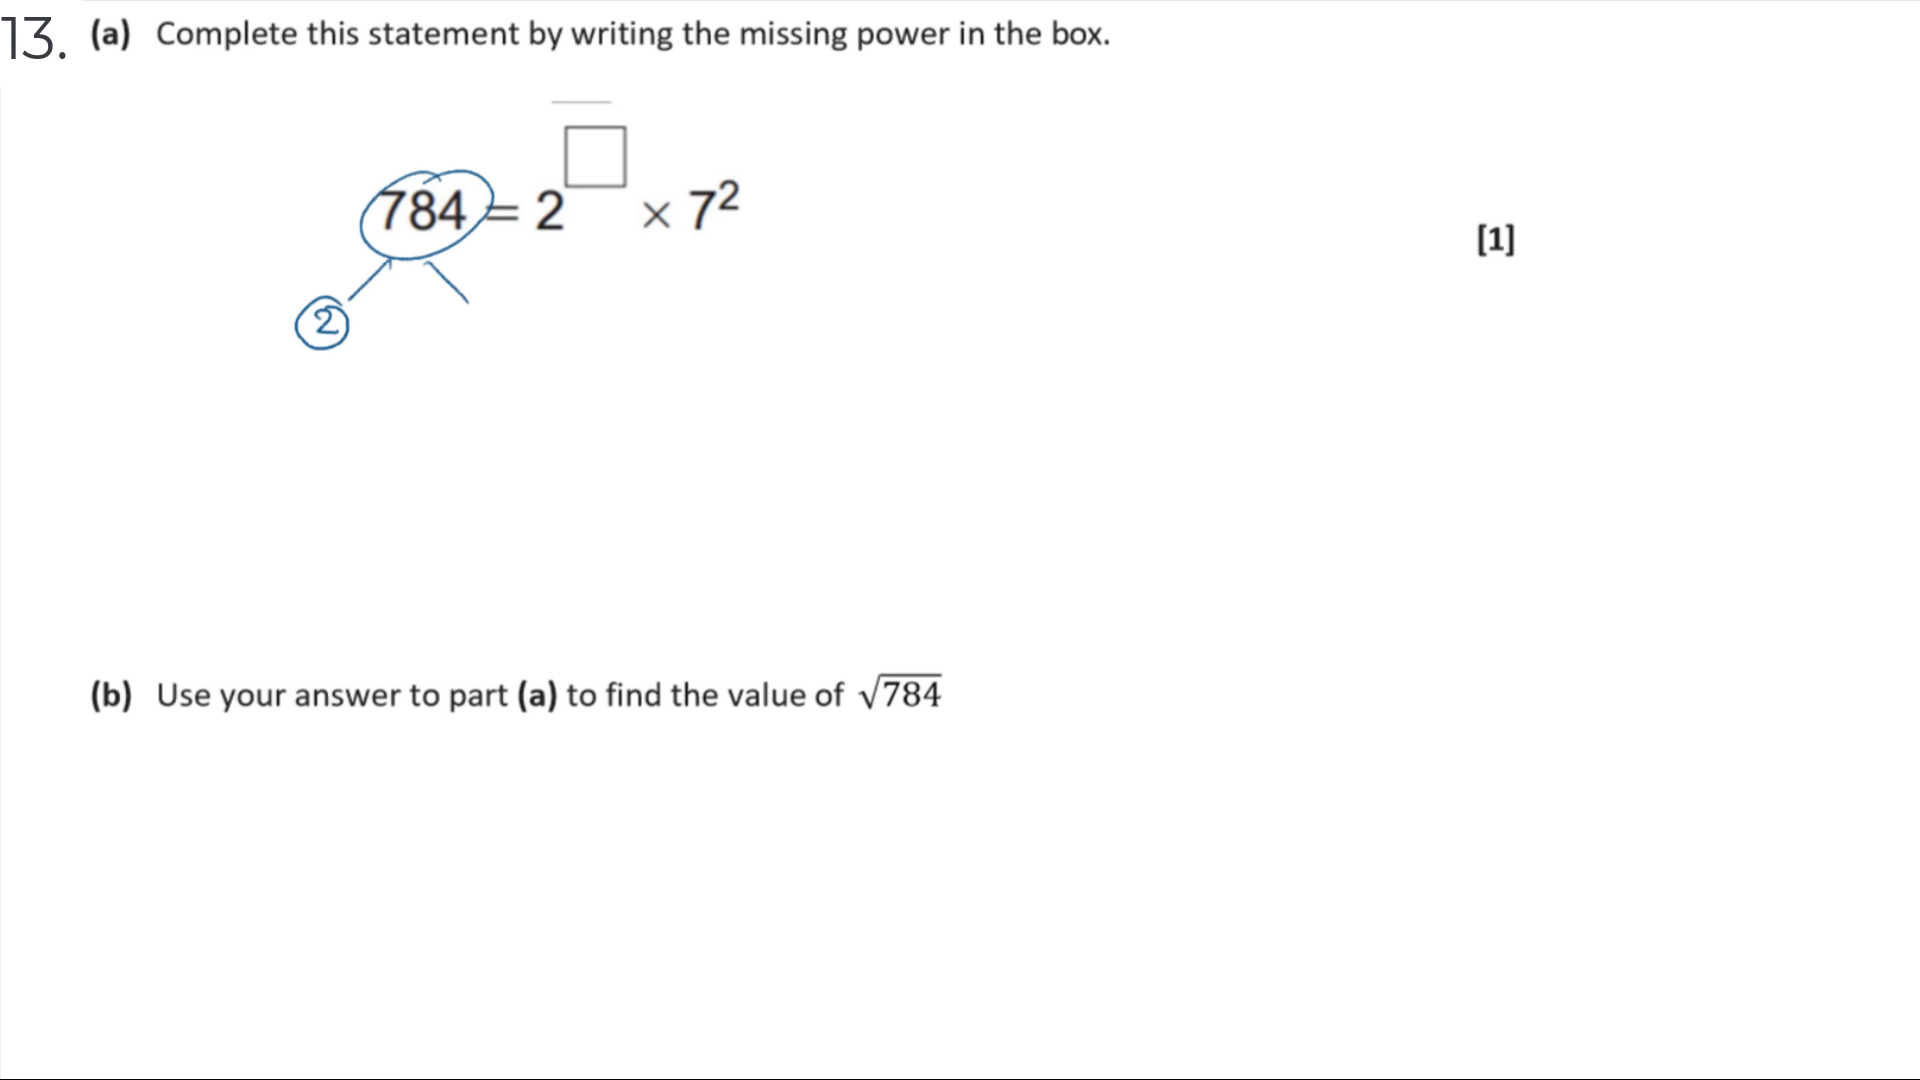 13. (a) Complete this statement by writing the missing power in the box.
784 = 2^□ × 7²
[1]
2
(b) Use your answer to part (a) to find the value of √784